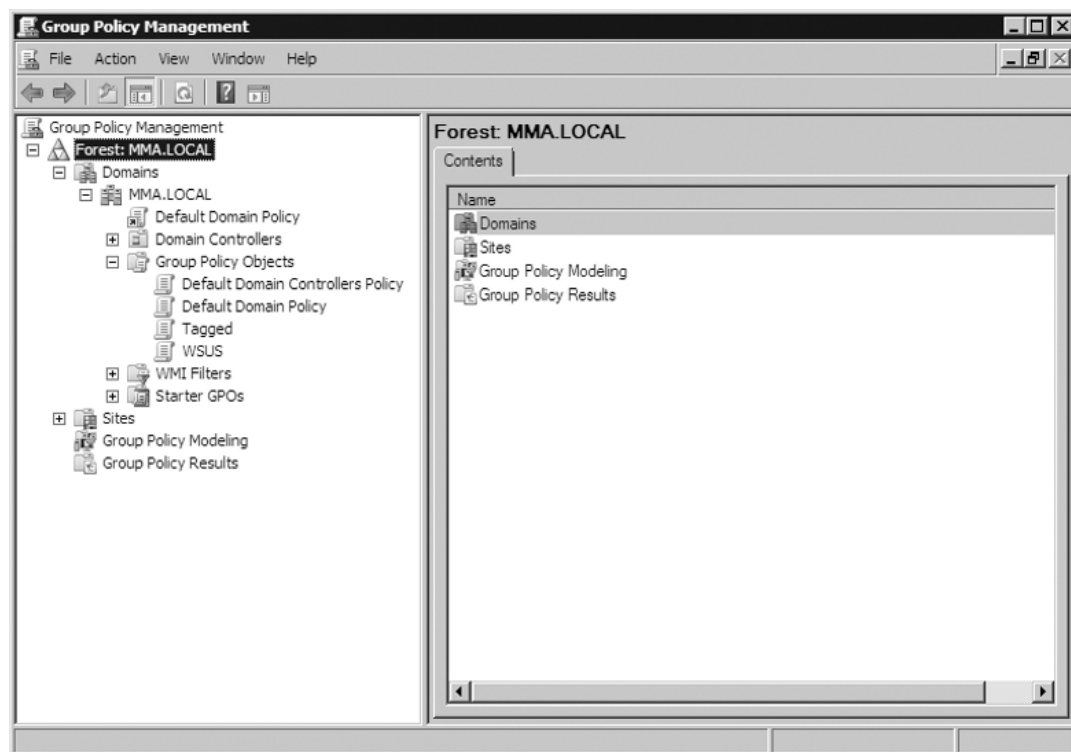 Group Policy Management
File Action View Window Help
Group Policy Management
Forest: MMA.LOCAL
Domains
MMA.LOCAL
Default Domain Policy
Domain Controllers
Group Policy Objects
Default Domain Controllers Policy
Default Domain Policy
Tagged
WSUS
WMI Filters
Starter GPOs
Sites
Group Policy Modeling
Group Policy Results
Forest: MMA.LOCAL
Contents
Name
Domains
Sites
Group Policy Modeling
Group Policy Results